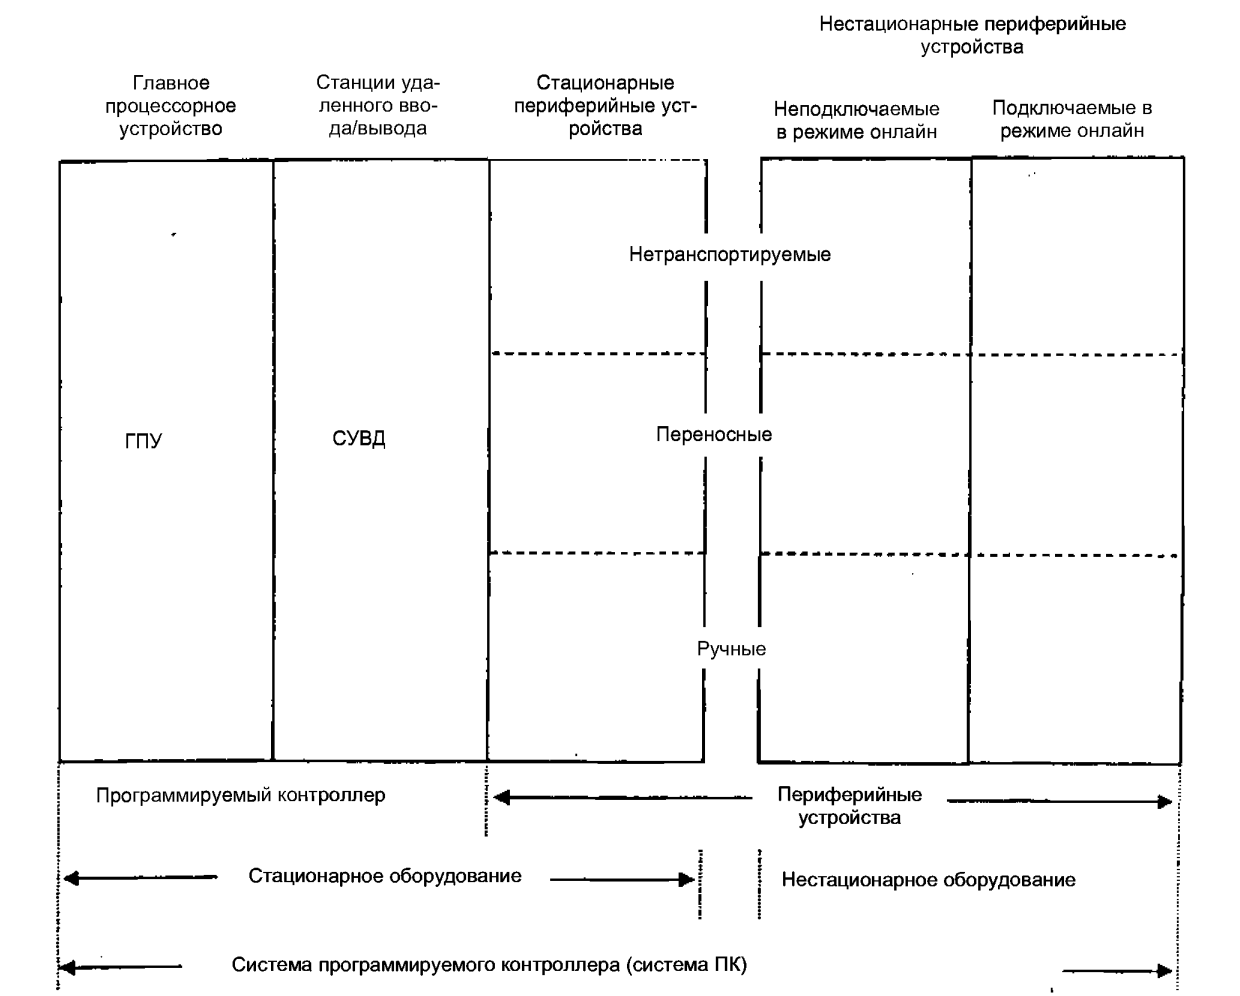 Нестационарные периферийные
устройства
Главное
процессорное
устройство
Станции уда-
ленного вво-
да/вывода
Стационарные
периферийные уст-
ройства
Неподключаемые
в режиме онлайн
Подключаемые в
режиме онлайн
Нетранспортируемые
ГПУ
СУВД
Переносные
Ручные
Программируемый контроллер
Периферийные
устройства
Стационарное оборудование
Нестационарное оборудование
Система программируемого контроллера (система ПК)